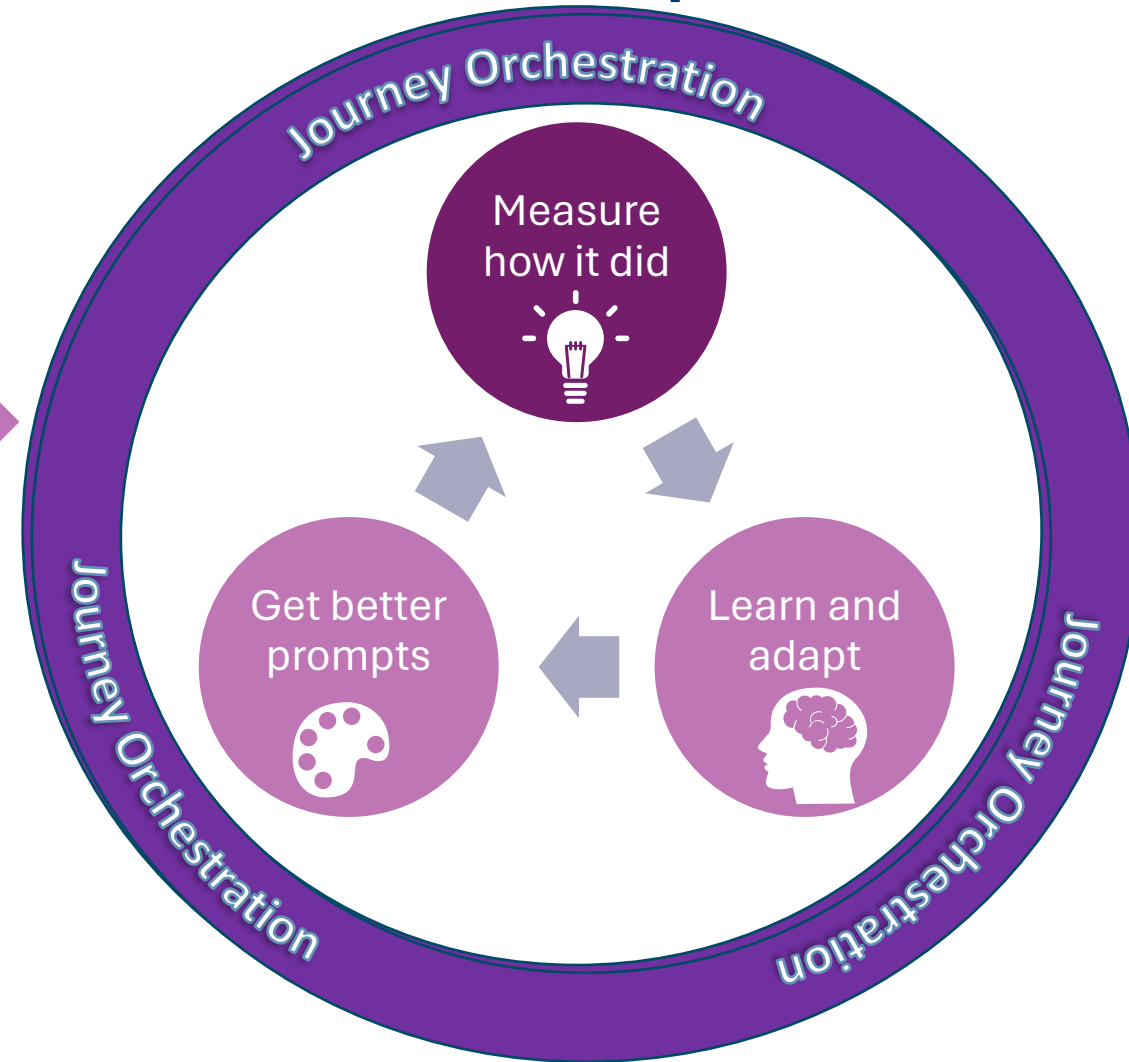 Journey Orchestration
Measure
how it did
Get better
prompts
Learn and
adapt
Journey Orchestration
Journey Orchestration